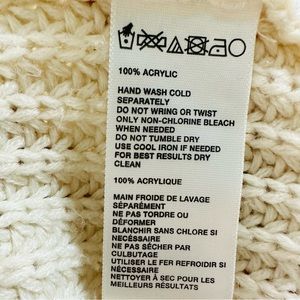 100% ACRYLIC
HAND WASH COLD
SEPARATELY
DO NOT WRING OR TWIST
ONLY NON-CHLORINE BLEACH
WHEN NEEDED
DO NOT TUMBLE DRY
USE COOL IRON IF NEEDED
FOR BEST RESULTS DRY
CLEAN
100% ACRYLIQUE
MAIN FROIDE DE LAVAGE
SÉPARÉMENT
NE PAS TORDRE OU
DÉFORMER
BLANCHIR SANS CHLORE SI
NECÉSSAIRE
NE PAS SÉCHER PAR
CULBUTAGE
UTILISER LE FER REFROIDIR SI
NÉCESSAIRE
NETTOYER À SEC POUR LES
MEILLEURS RÉSULTATS